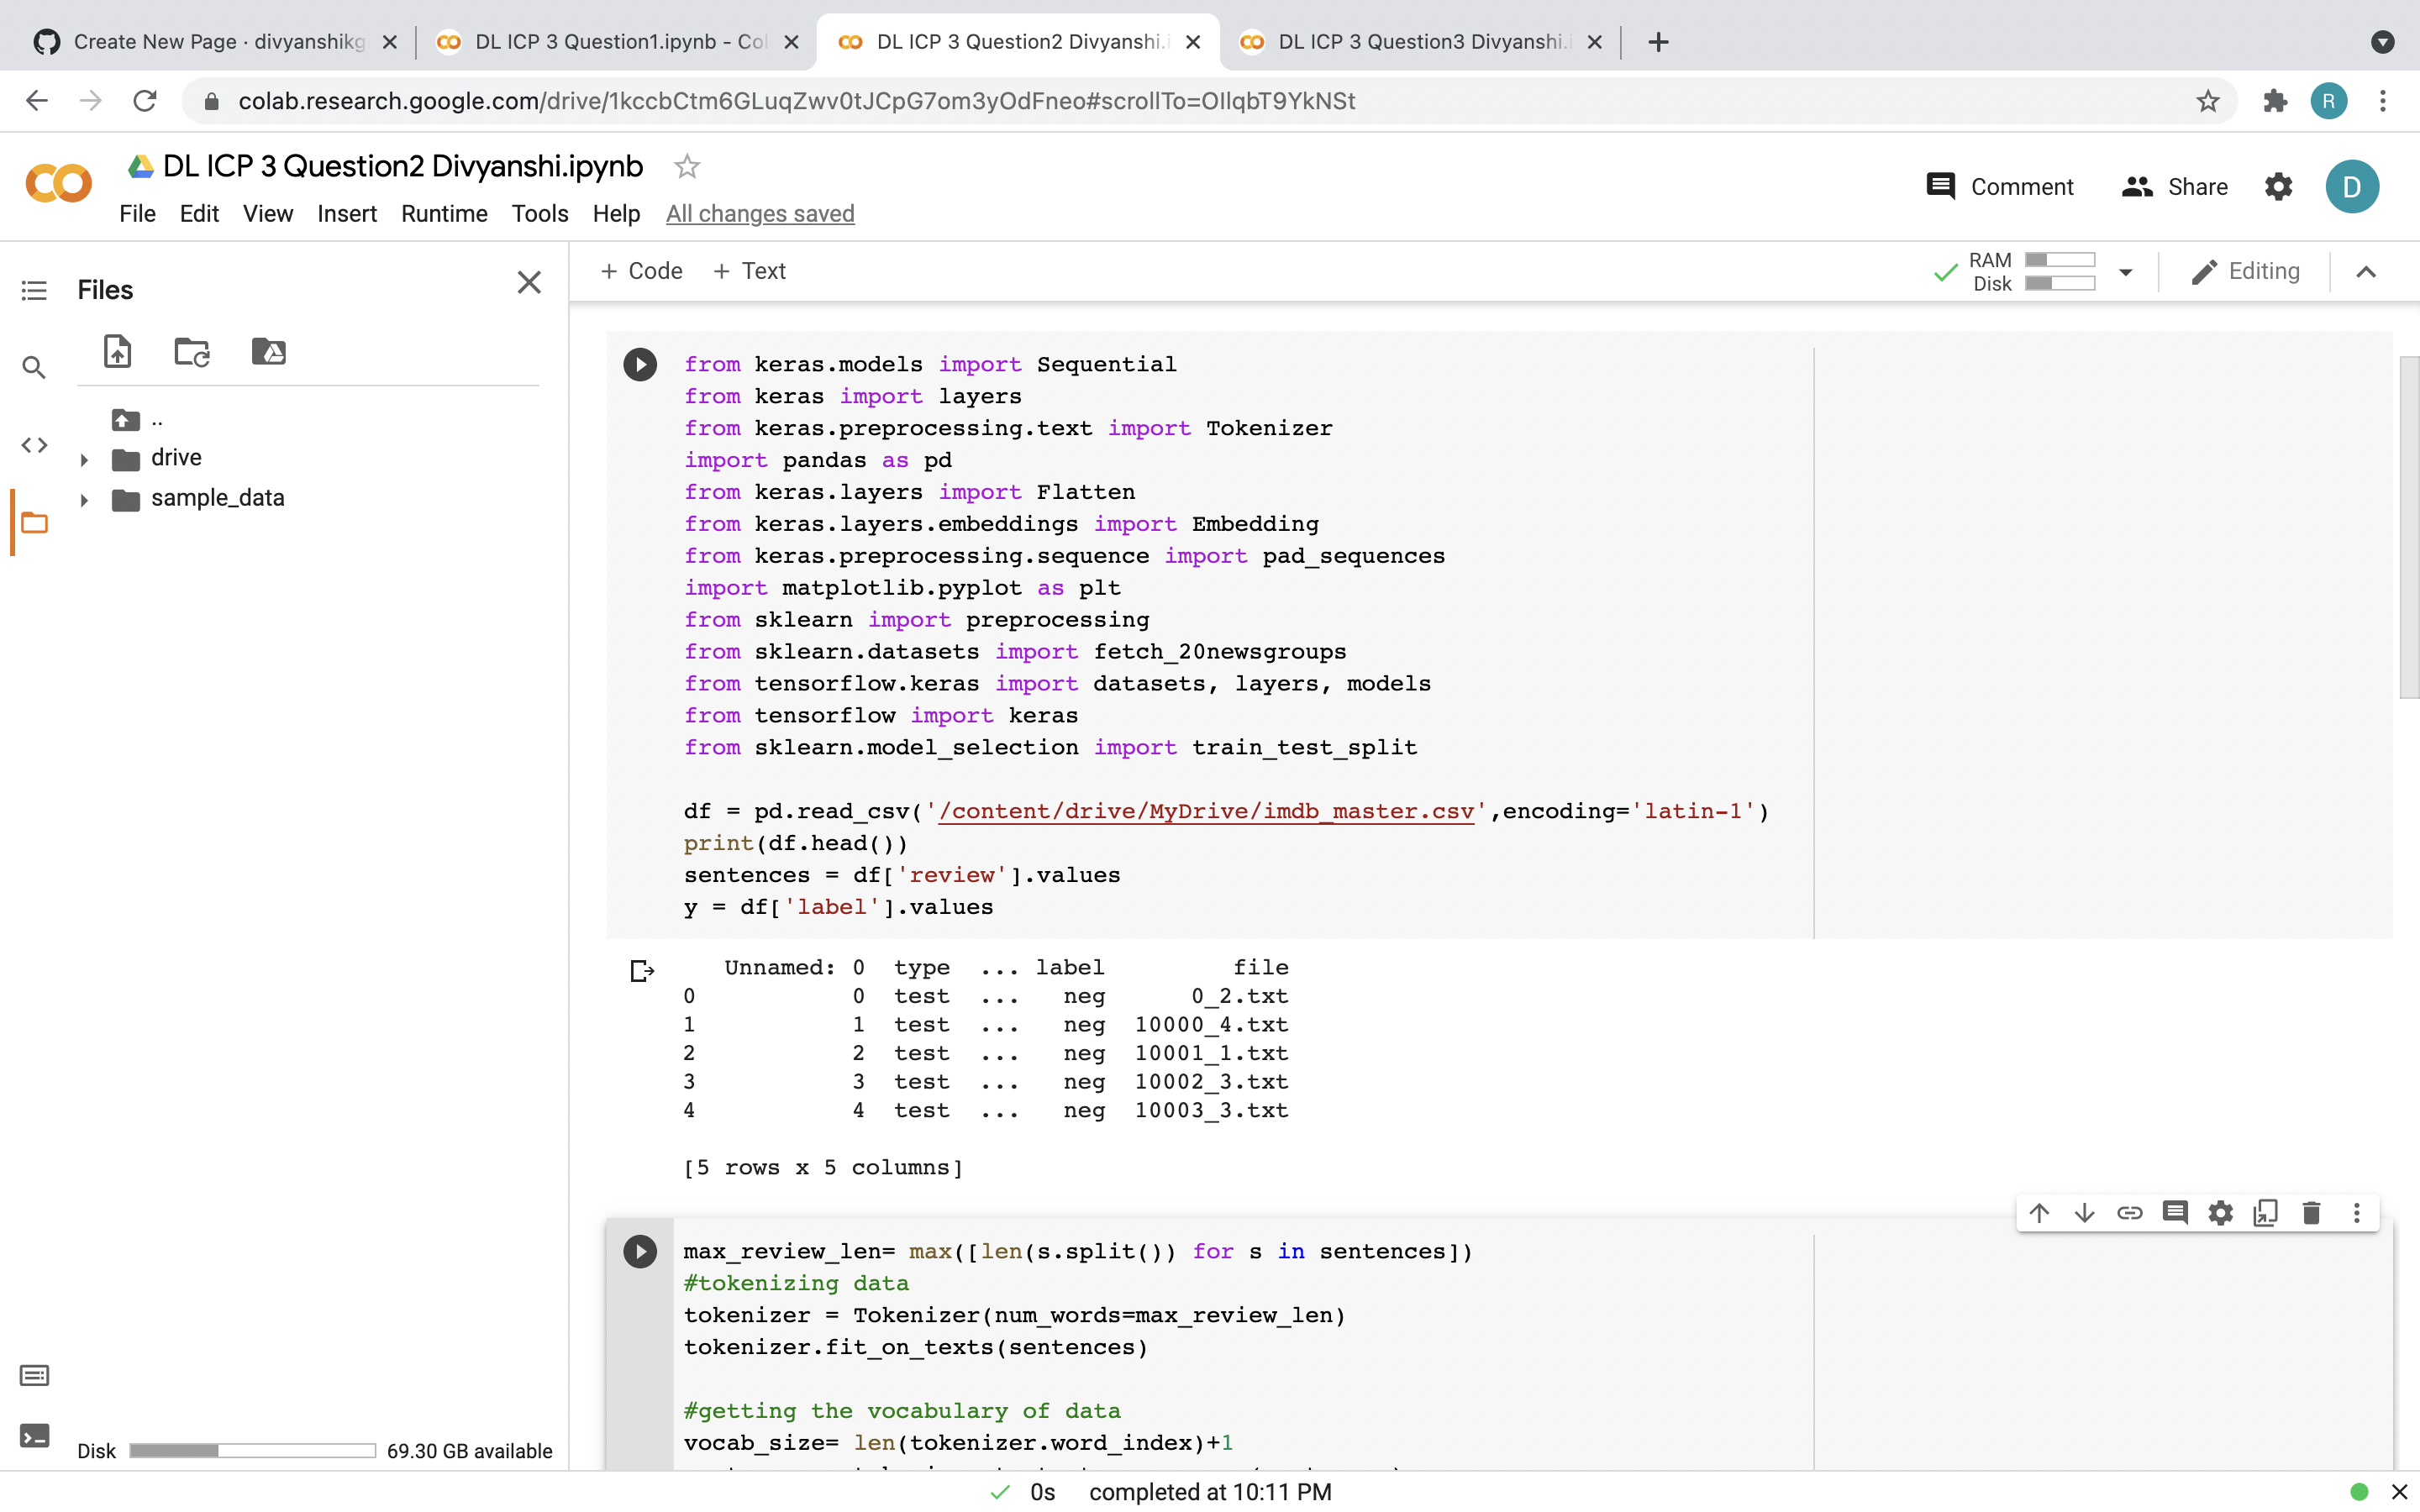 Create New Page · divyanshikg
DL ICP 3 Question1.ipynb - Col
DL ICP 3 Question2 Divyanshi.i
DL ICP 3 Question3 Divyanshi.i
colab.research.google.com/drive/1kccbCtm6GLuqZwv0tJCpG7om3yOdFneo#scrollTo=OIlqbT9YkNSt
R
DL ICP 3 Question2 Divyanshi.ipynb
File Edit View Insert Runtime Tools Help All changes saved
Comment Share D
Files
+ Code + Text
RAM
Disk
Editing
..
drive
sample_data
from keras.models import Sequential
from keras import layers
from keras.preprocessing.text import Tokenizer
import pandas as pd
from keras.layers import Flatten
from keras.layers.embeddings import Embedding
from keras.preprocessing.sequence import pad_sequences
import matplotlib.pyplot as plt
from sklearn import preprocessing
from sklearn.datasets import fetch_20newsgroups
from tensorflow.keras import datasets, layers, models
from tensorflow import keras
from sklearn.model_selection import train_test_split
df = pd.read_csv('/content/drive/MyDrive/imdb_master.csv',encoding='latin-1')
print(df.head())
sentences = df['review'].values
y = df['label'].values
Unnamed: 0 type ... label file
0 0 test ... neg 0_2.txt
1 1 test ... neg 10000_4.txt
2 2 test ... neg 10001_1.txt
3 3 test ... neg 10002_3.txt
4 4 test ... neg 10003_3.txt
[5 rows x 5 columns]
max_review_len= max([len(s.split()) for s in sentences])
#tokenizing data
tokenizer = Tokenizer(num_words=max_review_len)
tokenizer.fit_on_texts(sentences)
#getting the vocabulary of data
vocab_size= len(tokenizer.word_index)+1
Disk 69.30 GB available
0s completed at 10:11 PM